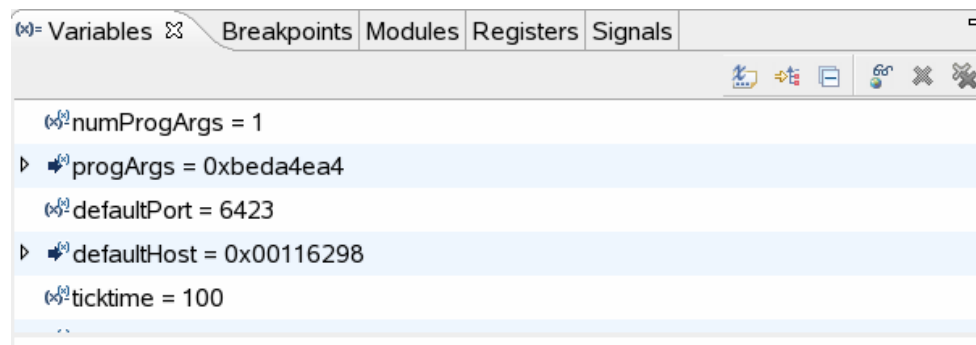 (x)= Variables Breakpoints Modules Registers Signals
numProgArgs = 1
progArgs = 0xbeda4ea4
defaultPort = 6423
defaultHost = 0x00116298
ticktime = 100